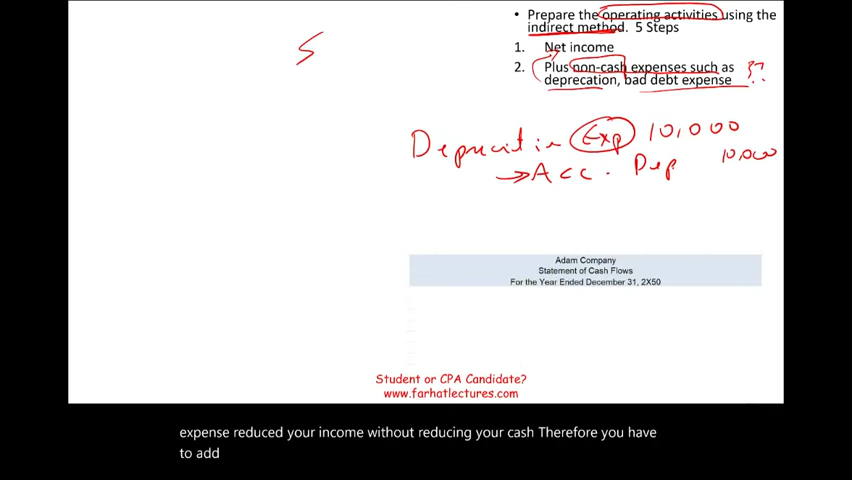 • Prepare the operating activities using the
indirect method. 5 Steps
1. Net income
2. Plus non-cash expenses such as
deprecation, bad debt expense ??
5
Depreciation Exp 10,000
→ Acc. Dep 10,000
Adam Company
Statement of Cash Flows
For the Year Ended December 31, 2X50
Student or CPA Candidate?
www.farhatlectures.com
expense reduced your income without reducing your cash Therefore you have
to add